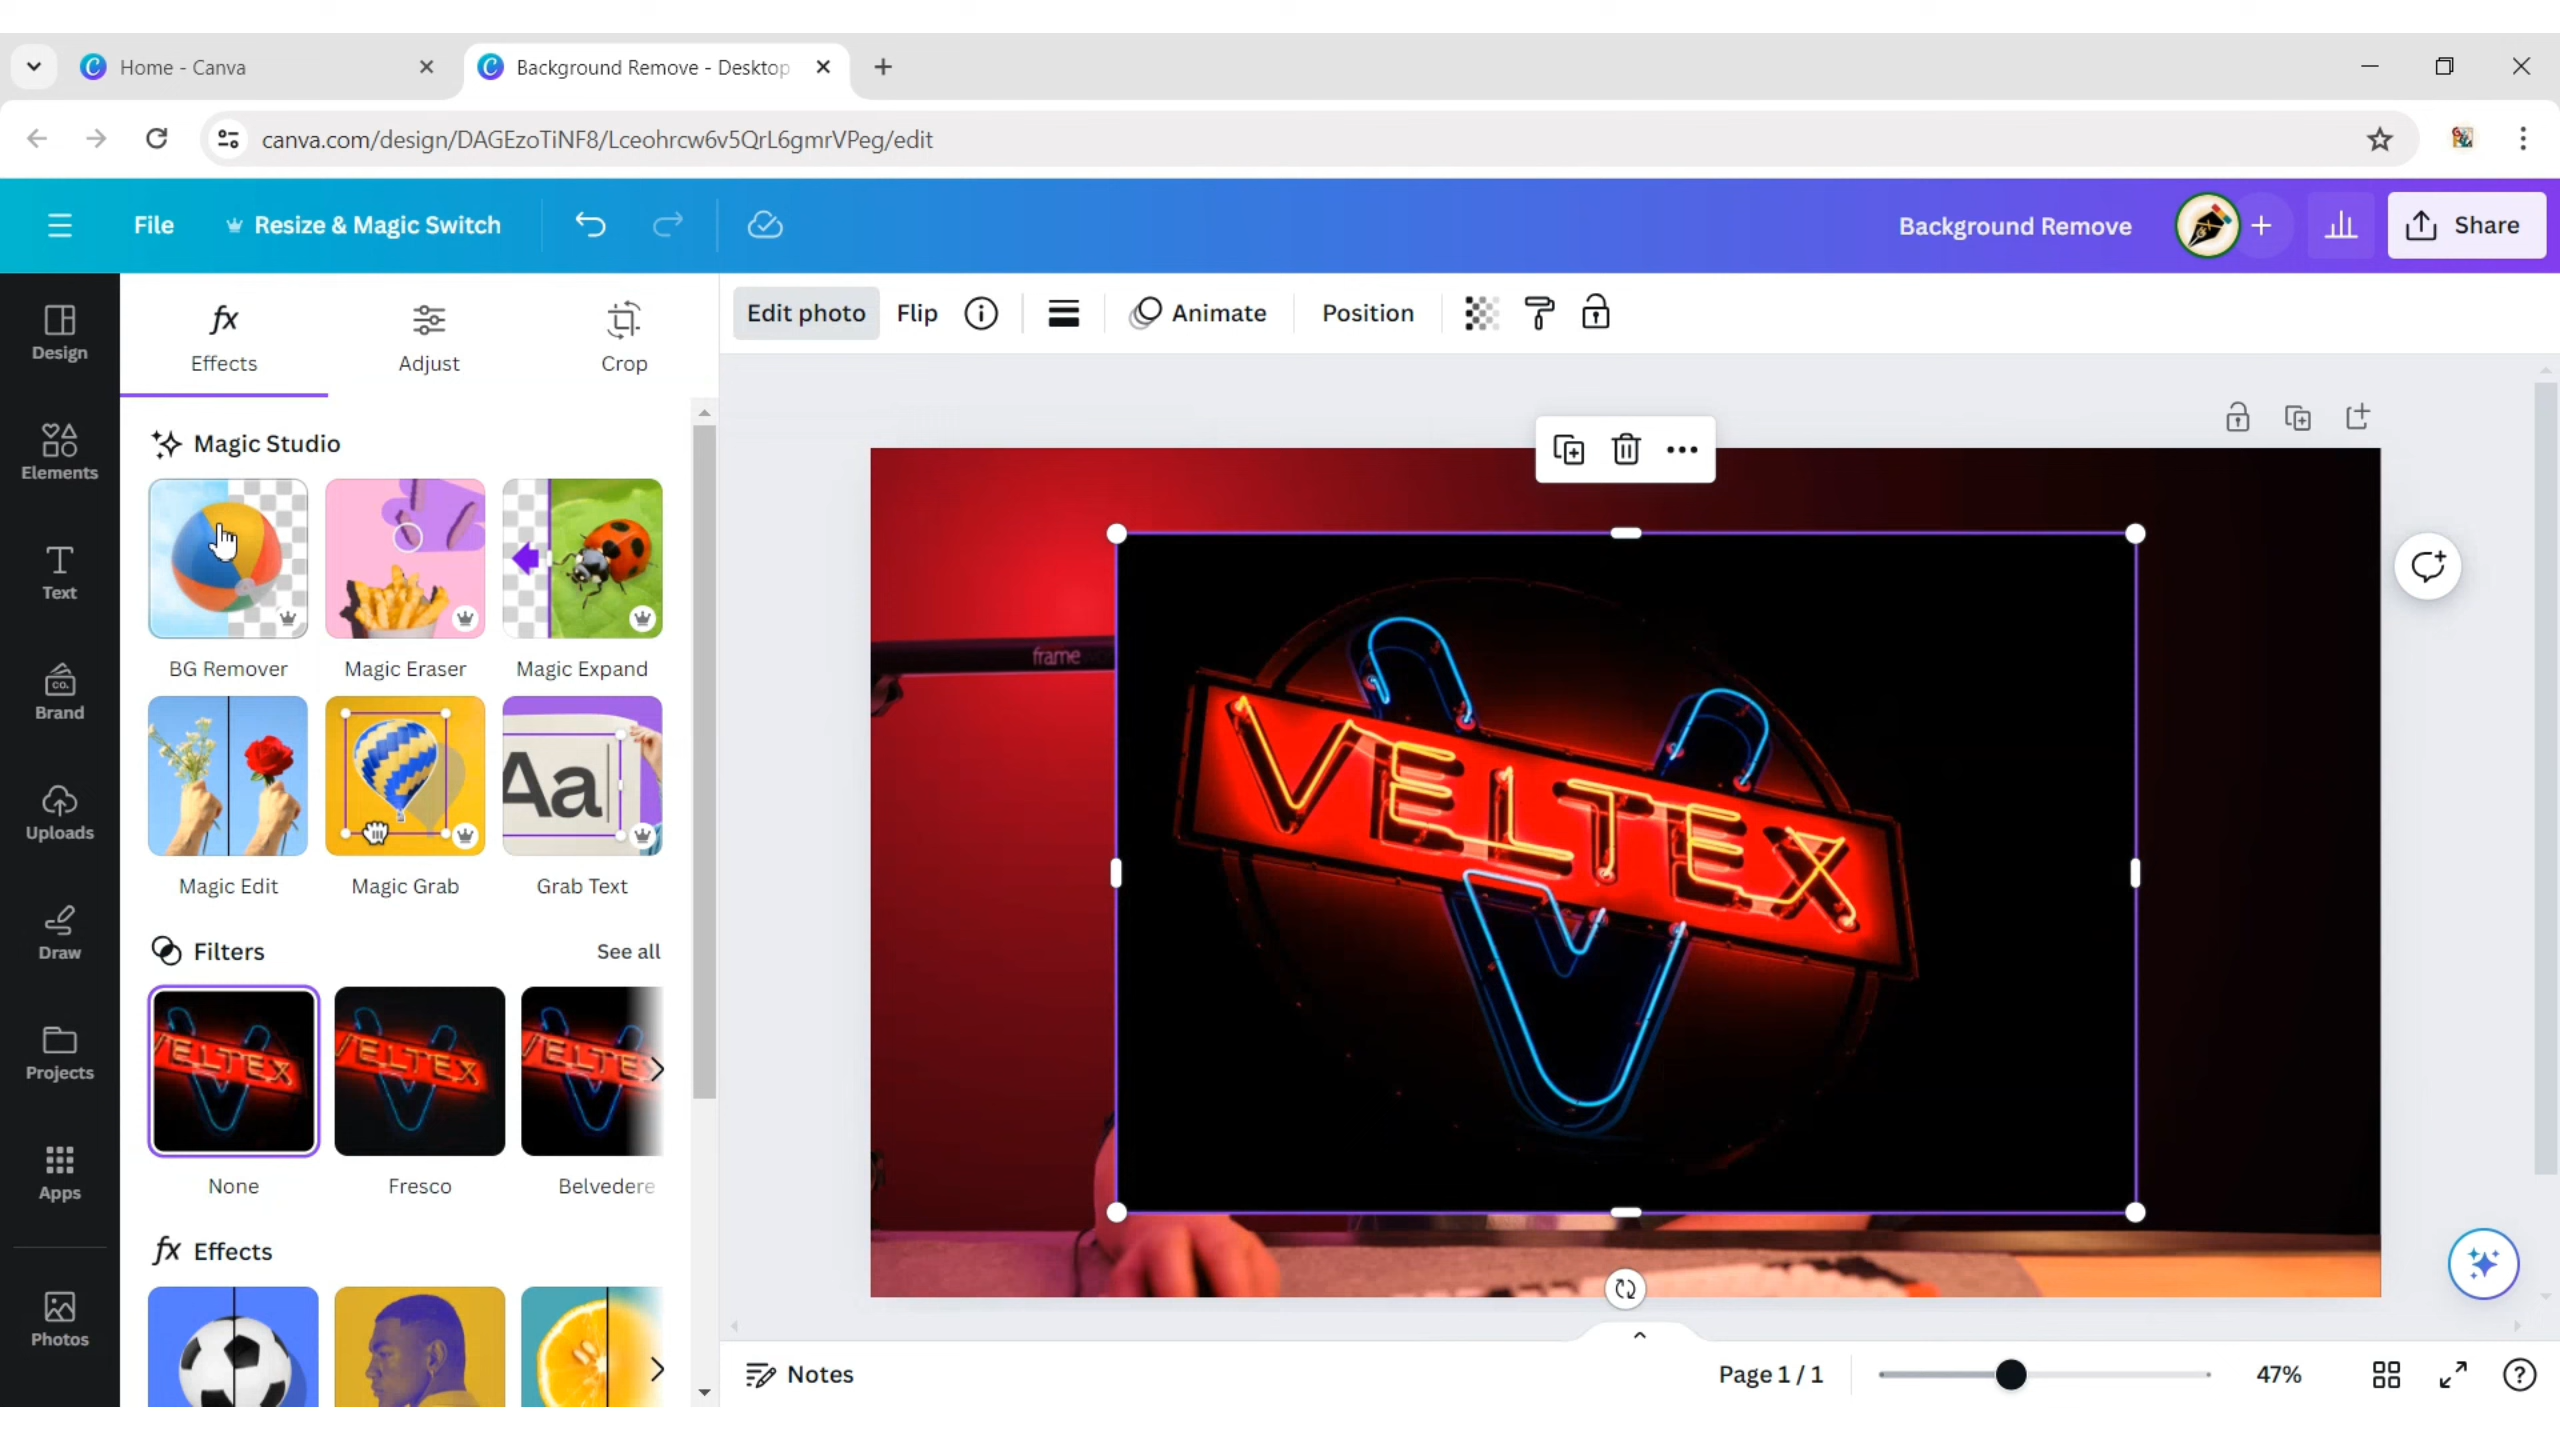 Home - Canva
Background Remove - Desktop
canva.com/design/DAGEzoTiNF8/Lceohrcw6v5QrL6gmrVPeg/edit
File
Resize & Magic Switch
Background Remove
Share
Design
Elements
Text
Brand
Uploads
Draw
Projects
Apps
Photos
Effects
Adjust
Crop
Magic Studio
BG Remover
Magic Eraser
Magic Expand
Aa
Magic Edit
Magic Grab
Grab Text
Filters
See all
VELTEX
VELTEX
VELTEX
None
Fresco
Belvedere
Effects
Edit photo
Flip
Animate
Position
frame
VELTEX
Notes
Page 1 / 1
47%